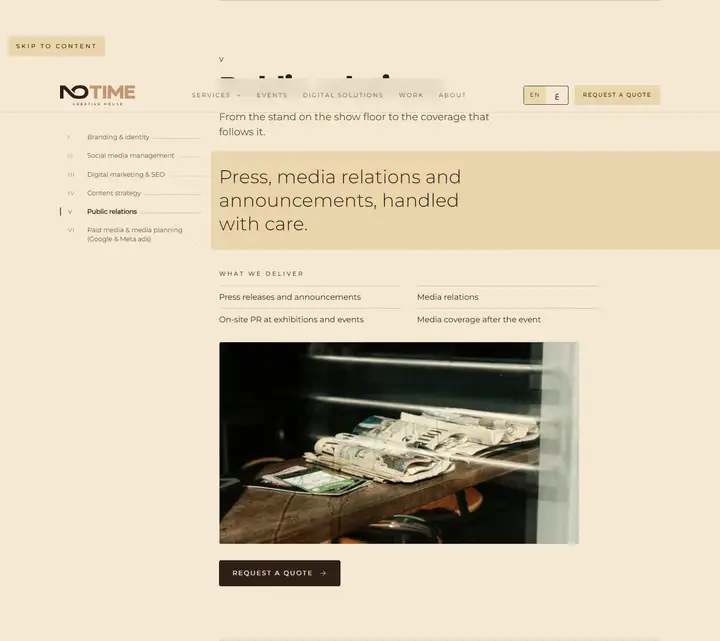 SKIP TO CONTENT
V
NOTIME
CREATIVE HOUSE
SERVICES
EVENTS
DIGITAL SOLUTIONS
WORK
ABOUT
EN
ع
REQUEST A QUOTE
From the stand on the show floor to the coverage that
follows it.
I Branding & identity
II Social media management
III Digital marketing & SEO
IV Content strategy
V Public relations
VI Paid media & media planning
(Google & Meta ads)
Press, media relations and
announcements, handled
with care.
WHAT WE DELIVER
Press releases and announcements
Media relations
On-site PR at exhibitions and events
Media coverage after the event
REQUEST A QUOTE →